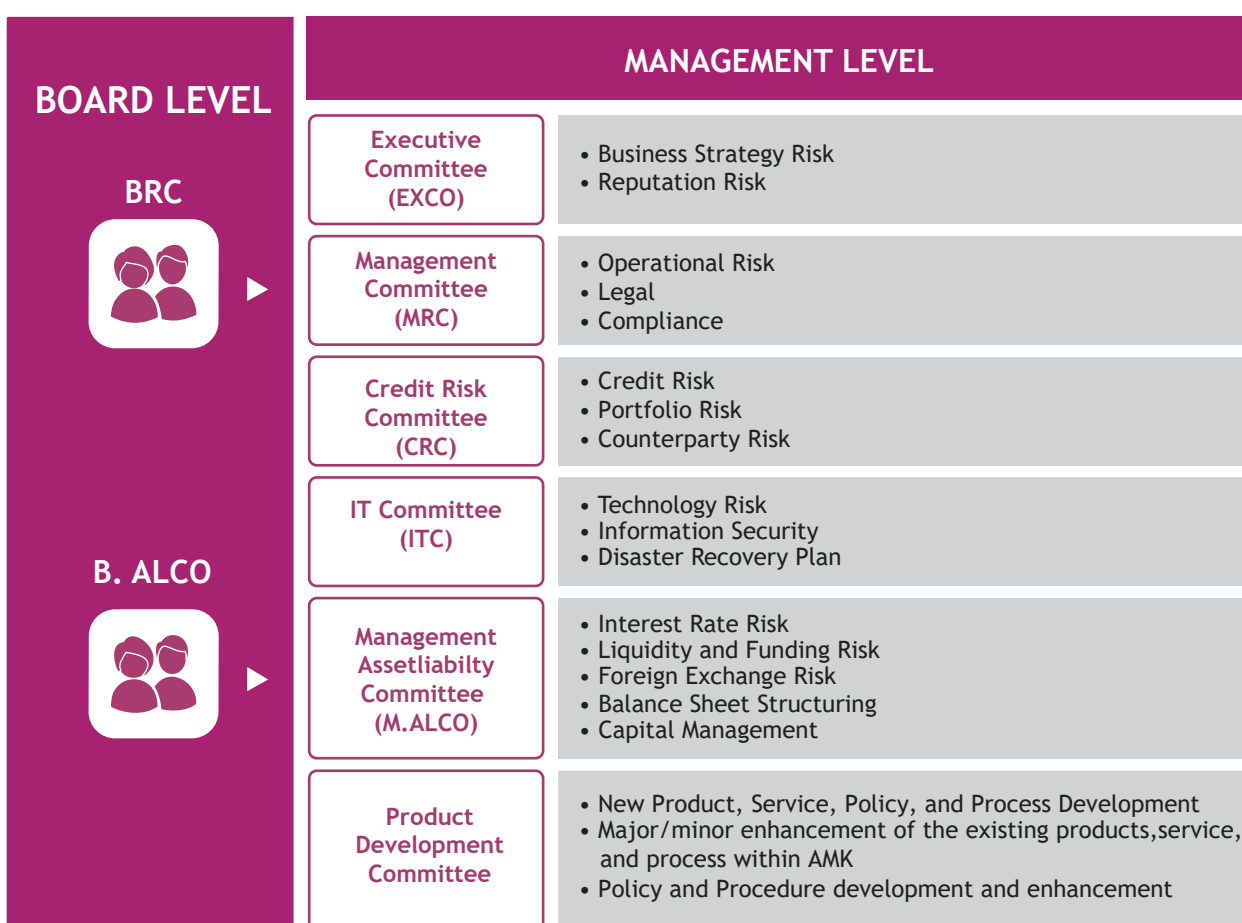 BOARD LEVEL
BRC
B. ALCO
MANAGEMENT LEVEL
Executive
Committee
(EXCO)
• Business Strategy Risk
• Reputation Risk
Management
Committee
(MRC)
• Operational Risk
• Legal
• Compliance
Credit Risk
Committee
(CRC)
• Credit Risk
• Portfolio Risk
• Counterparty Risk
IT Committee
(ITC)
• Technology Risk
• Information Security
• Disaster Recovery Plan
Management
Assetliabilty
Committee
(M.ALCO)
• Interest Rate Risk
• Liquidity and Funding Risk
• Foreign Exchange Risk
• Balance Sheet Structuring
• Capital Management
Product
Development
Committee
• New Product, Service, Policy, and Process Development
• Major/minor enhancement of the existing products,service,
and process within AMK
• Policy and Procedure development and enhancement